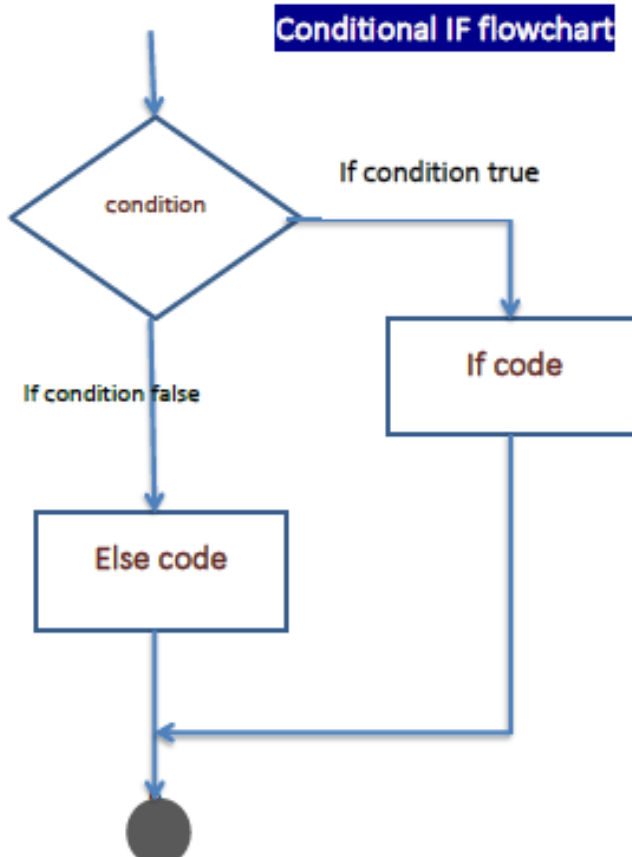 Conditional IF flowchart
If condition true
condition
If code
If condition false
Else code